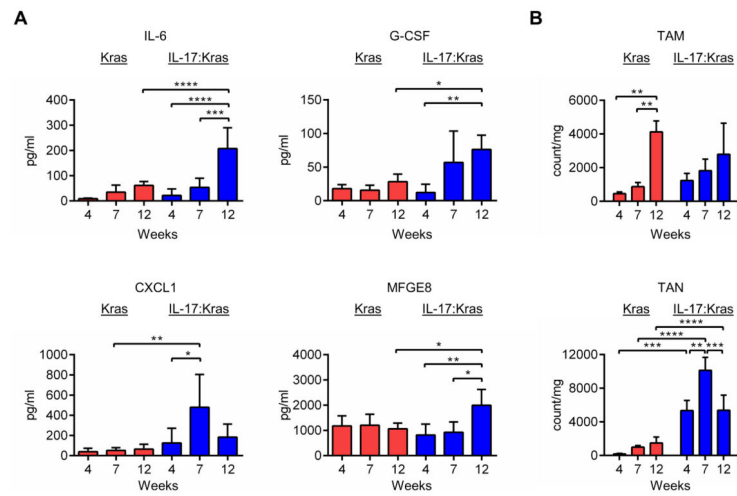 A
B
IL-6
Kras IL-17:Kras
****
****
***
pg/ml
400
300
200
100
0
4 7 12 4 7 12
Weeks
G-CSF
Kras IL-17:Kras
*
**
pg/ml
150
100
50
0
4 7 12 4 7 12
Weeks
TAM
Kras IL-17:Kras
**
**
count/mg
6000
4000
2000
0
4 7 12 4 7 12
Weeks
CXCL1
Kras IL-17:Kras
**
*
pg/ml
1000
800
600
400
200
0
4 7 12 4 7 12
Weeks
MFGE8
Kras IL-17:Kras
*
**
*
pg/ml
4000
3000
2000
1000
0
4 7 12 4 7 12
Weeks
TAN
Kras IL-17:Kras
****
****
*** ** ***
count/mg
12000
8000
4000
0
4 7 12 4 7 12
Weeks